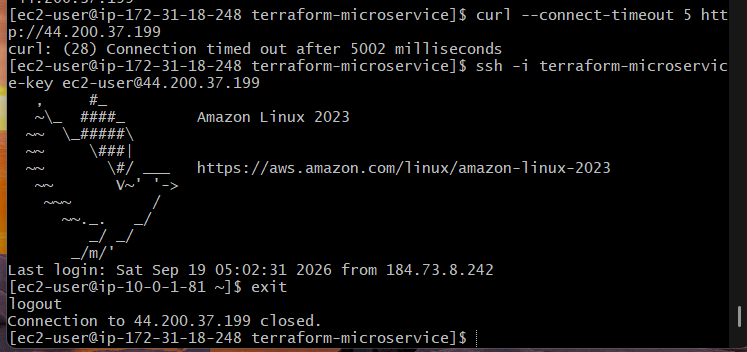 [ec2-user@ip-172-31-18-248 terraform-microservice]$ curl --connect-timeout 5 htt
p://44.200.37.199
curl: (28) Connection timed out after 5002 milliseconds
[ec2-user@ip-172-31-18-248 terraform-microservice]$ ssh -i terraform-microservic
e-key ec2-user@44.200.37.199
   ,     #_
   ~\_  ####_        Amazon Linux 2023
  ~~  \_#####\
  ~~     \###|
  ~~       \#/ ___   https://aws.amazon.com/linux/amazon-linux-2023
   ~~       V~' '->
    ~~~         /
      ~~._.   _/
         _/ _/
       _/m/'
Last login: Sat Sep 19 05:02:31 2026 from 184.73.8.242
[ec2-user@ip-10-0-1-81 ~]$ exit
logout
Connection to 44.200.37.199 closed.
[ec2-user@ip-172-31-18-248 terraform-microservice]$